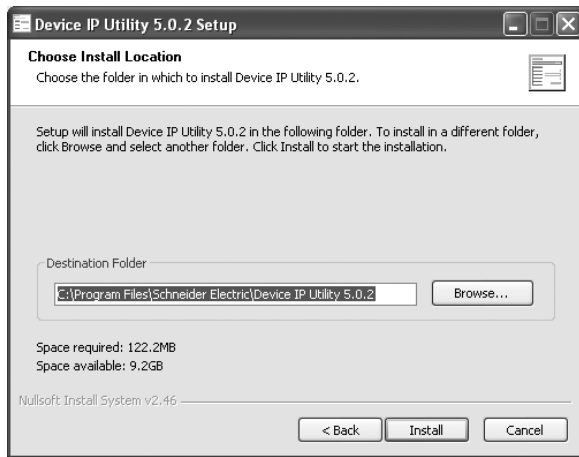 Device IP Utility 5.0.2 Setup
Choose Install Location
Choose the folder in which to install Device IP Utility 5.0.2.
Setup will install Device IP Utility 5.0.2 in the following folder. To install in a different folder,
click Browse and select another folder. Click Install to start the installation.
Destination Folder
C:\Program Files\Schneider Electric\Device IP Utility 5.0.2
Browse...
Space required: 122.2MB
Space available: 9.2GB
Nullsoft Install System v2.46
< Back
Install
Cancel